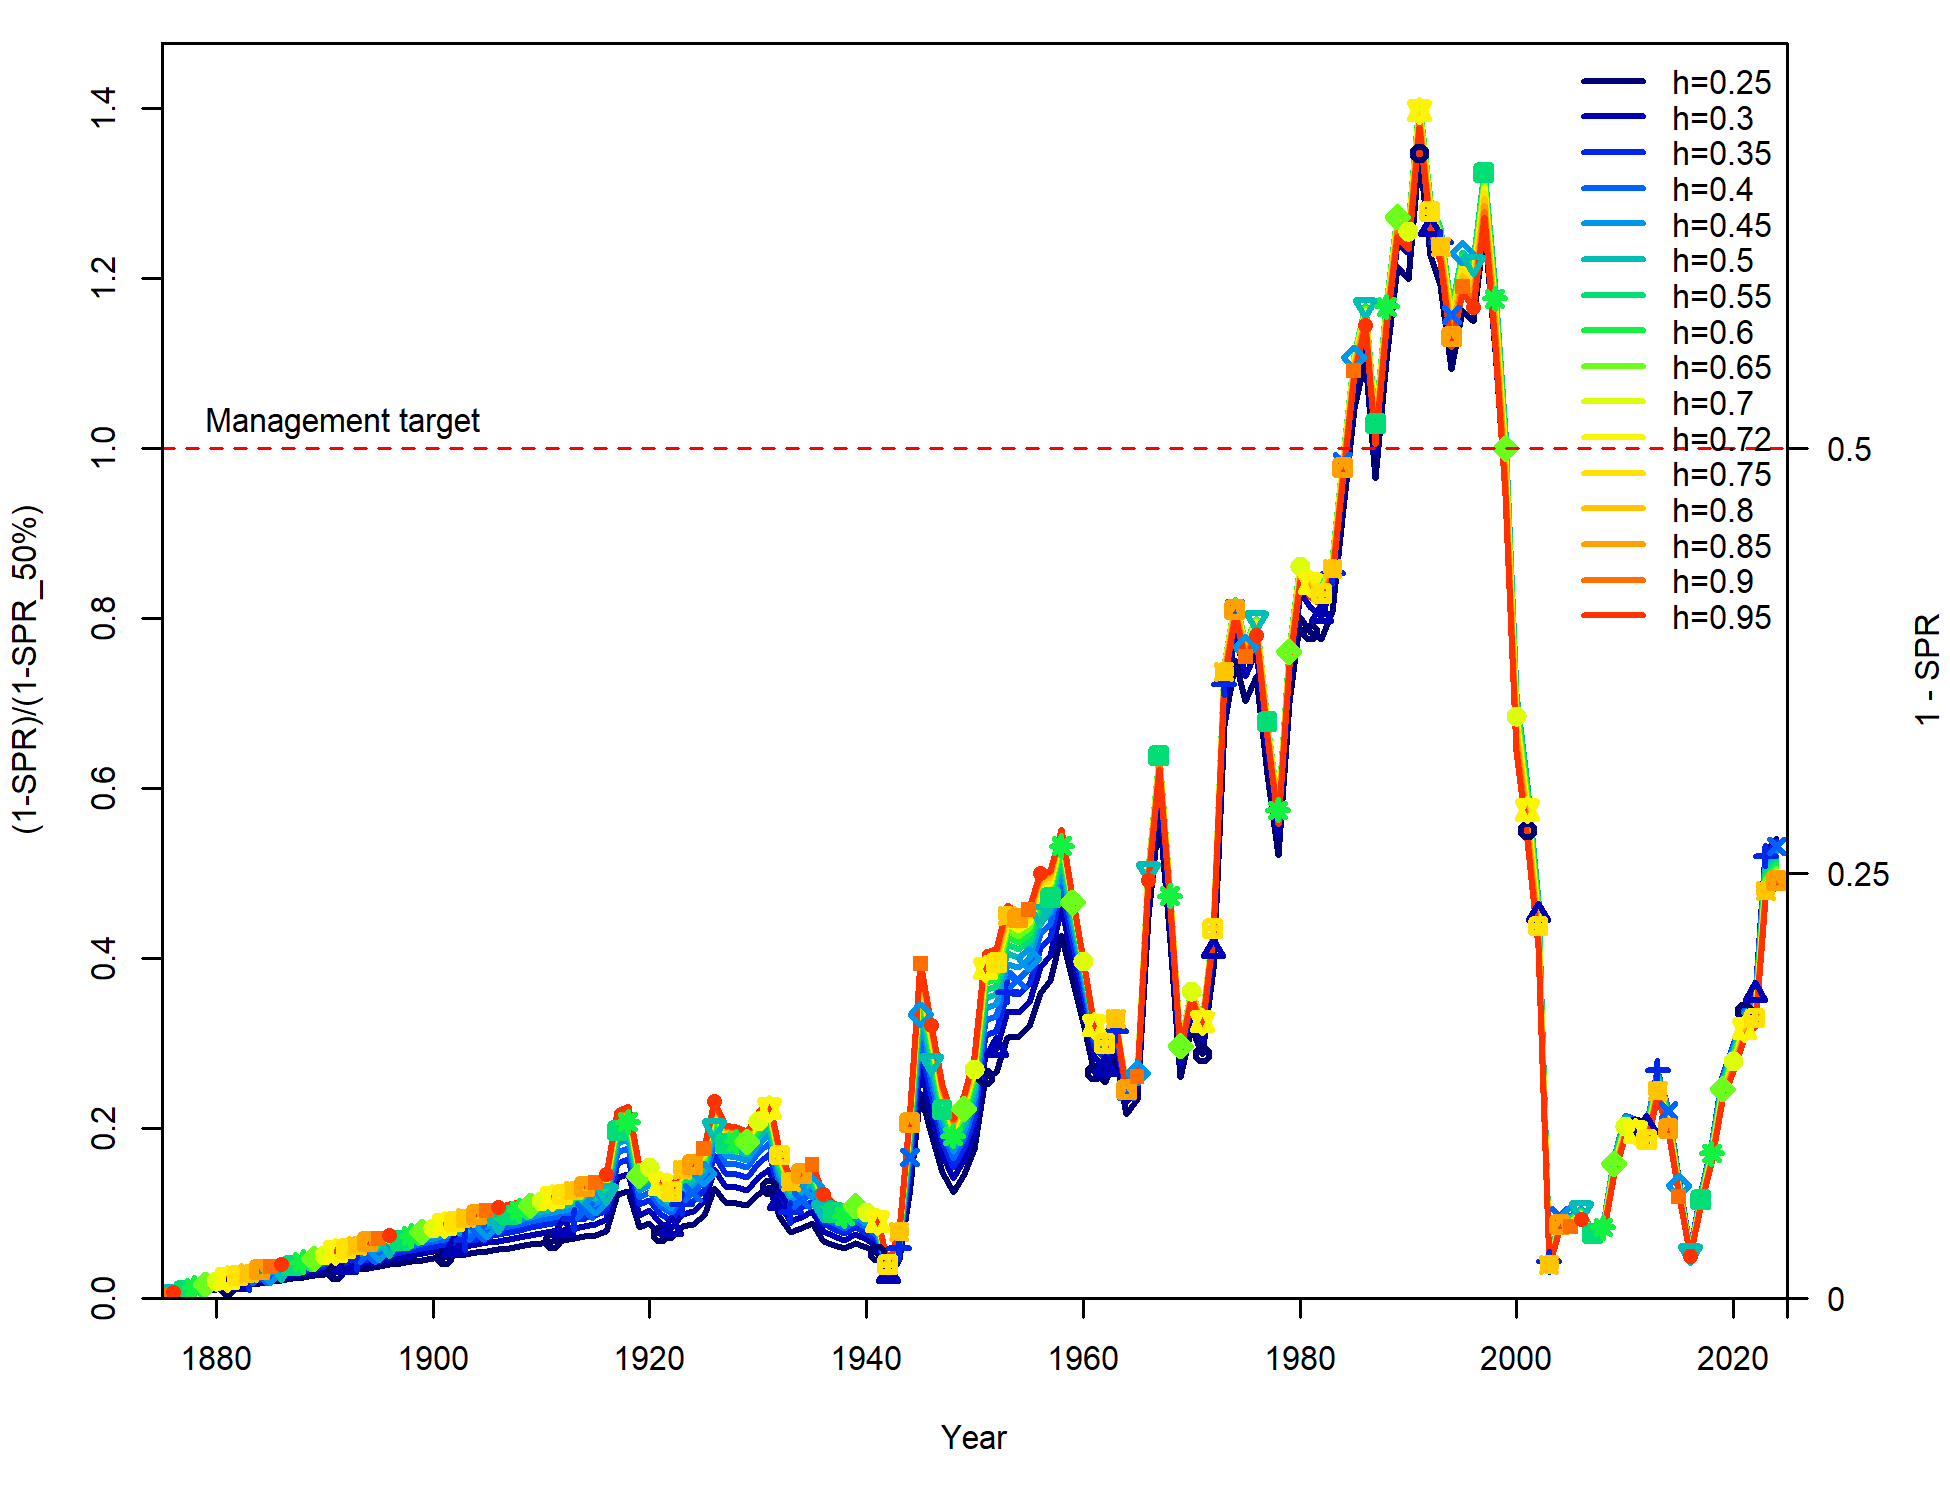 1.4
1.2
1.0
0.8
0.6
0.4
0.2
0.0
(1-SPR)/(1-SPR_50%)
Management target
h=0.25
h=0.3
h=0.35
h=0.4
h=0.45
h=0.5
h=0.55
h=0.6
h=0.65
h=0.7
h=0.72
h=0.75
h=0.8
h=0.85
h=0.9
h=0.95
0.5
0.25
0
1 - SPR
1880 1900 1920 1940 1960 1980 2000 2020
Year